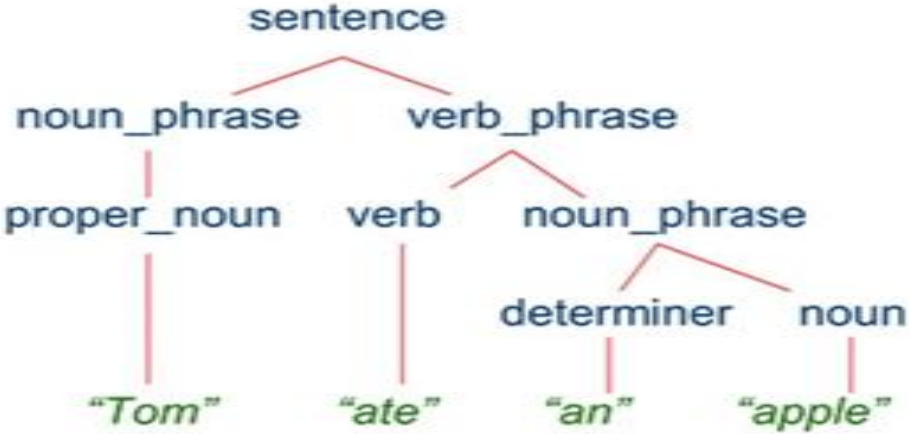 sentence
noun_phrase verb_phrase
proper_noun verb noun_phrase
determiner noun
“Tom” “ate” “an” “apple”